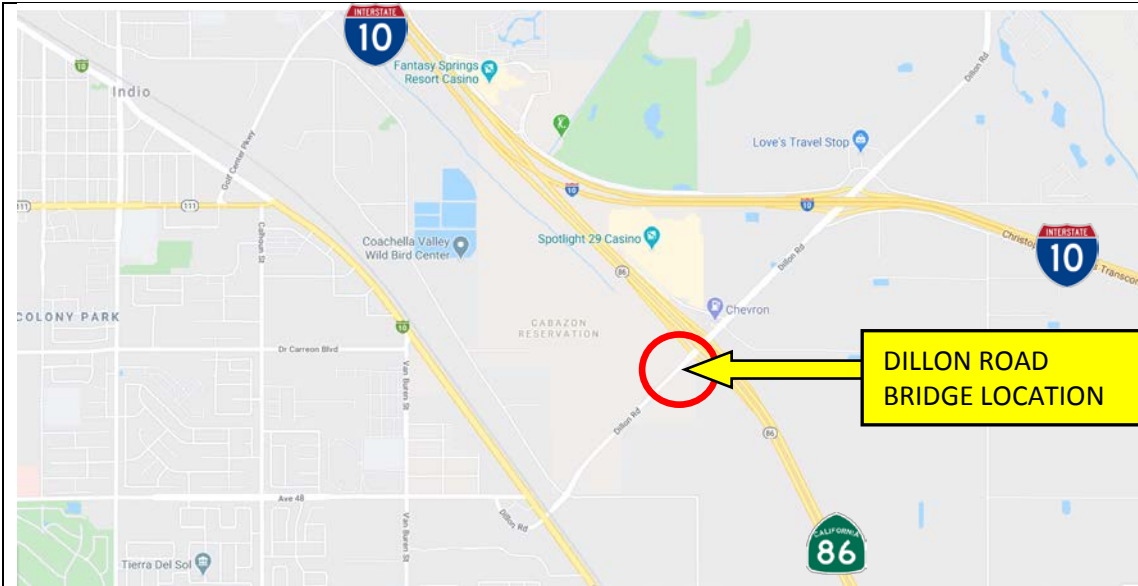 INTERSTATE
10
Fantasy Springs
Resort Casino
10
Indio
Dillon Rd
Golf Center Pkwy
Love's Travel Stop
10
111
111
10
Calhoun St
Coachella Valley
Wild Bird Center
Spotlight 29 Casino
86
Dillon Rd
INTERSTATE
10
Christop
s Transcon
COLONY PARK
10
CABAZON
RESERVATION
Chevron
Dr Carreon Blvd
Van Buren St
DILLON ROAD
BRIDGE LOCATION
Dillon Rd
86
Ave 48
Dillon Rd
Van Buren St
CALIFORNIA
86
Tierra Del Sol